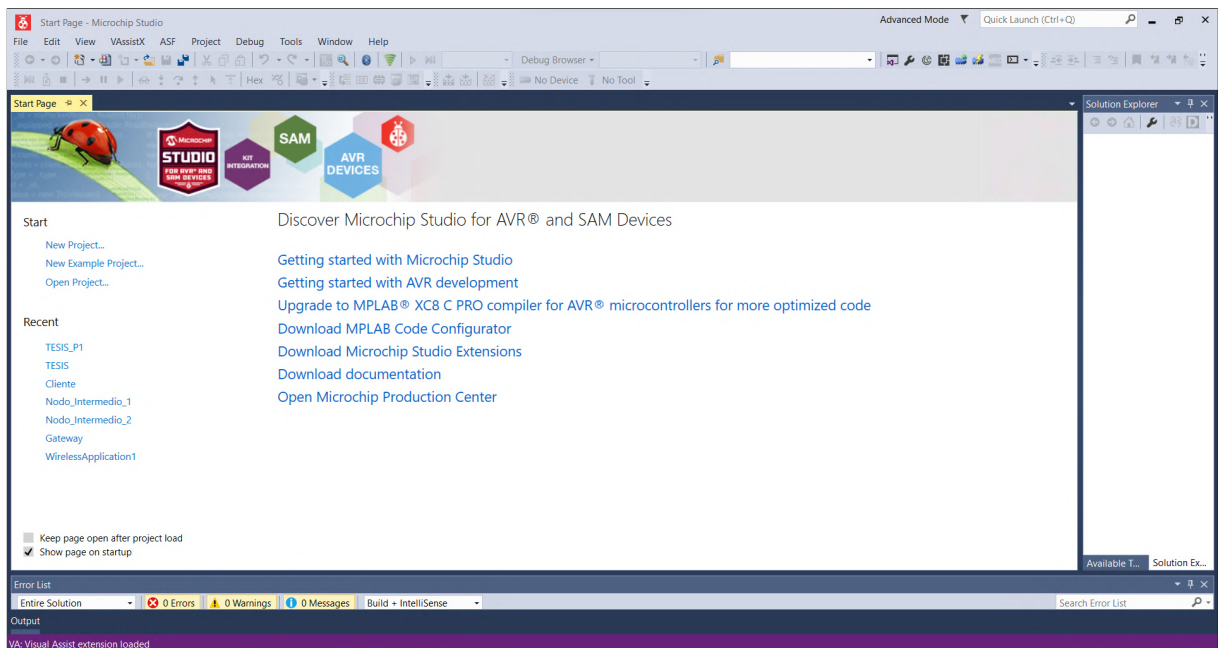 Start Page - Microchip Studio
Advanced Mode
Quick Launch (Ctrl+Q)
File Edit View VAssistX ASF Project Debug Tools Window Help
Debug Browser
Hex
No Device
No Tool
Start Page
Solution Explorer
MICROCHIP
STUDIO
FOR AVR® AND
SAM DEVICES
KIT
INTEGRATION
SAM
AVR
DEVICES
Start
New Project...
New Example Project...
Open Project...
Recent
TESIS_P1
TESIS
Cliente
Nodo_Intermedio_1
Nodo_Intermedio_2
Gateway
WirelessApplication1
Keep page open after project load
Show page on startup
Discover Microchip Studio for AVR® and SAM Devices
Getting started with Microchip Studio
Getting started with AVR development
Upgrade to MPLAB® XC8 C PRO compiler for AVR® microcontrollers for more optimized code
Download MPLAB Code Configurator
Download Microchip Studio Extensions
Download documentation
Open Microchip Production Center
Available T...
Solution Ex...
Error List
Entire Solution
0 Errors
0 Warnings
0 Messages
Build + IntelliSense
Search Error List
Output
VA: Visual Assist extension loaded